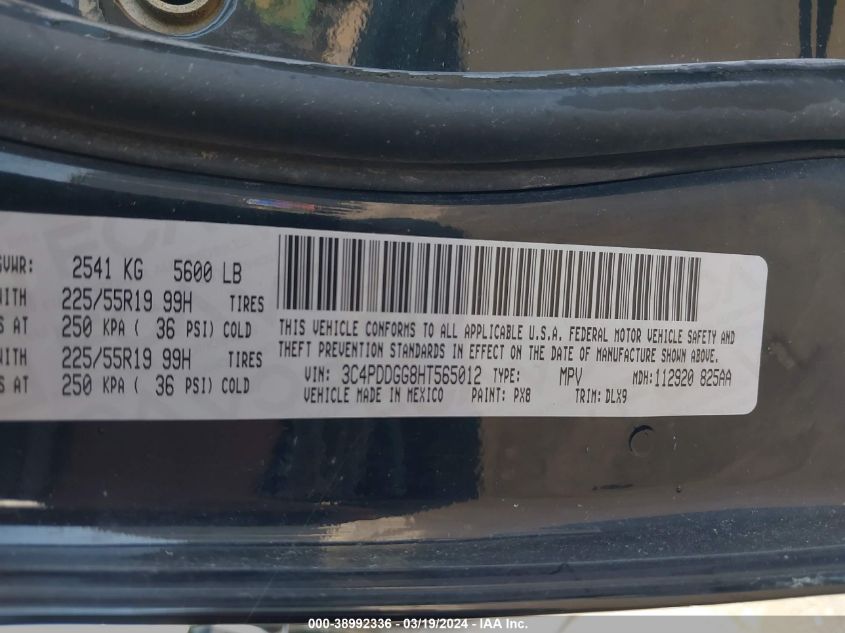 GVWR: 2541 KG 5600 LB
WITH 225/55R19 99H TIRES
S AT 250 KPA ( 36 PSI) COLD
WITH 225/55R19 99H TIRES
S AT 250 KPA ( 36 PSI) COLD
THIS VEHICLE CONFORMS TO ALL APPLICABLE U.S.A. FEDERAL MOTOR VEHICLE SAFETY AND
THEFT PREVENTION STANDARDS IN EFFECT ON THE DATE OF MANUFACTURE SHOWN ABOVE.
VIN: 3C4PDDGG8HT565012 TYPE: MPV MDH: 112920 825AA
VEHICLE MADE IN MEXICO PAINT: PX8 TRIM: DLX9
000-38992336 - 03/19/2024 - IAA Inc.